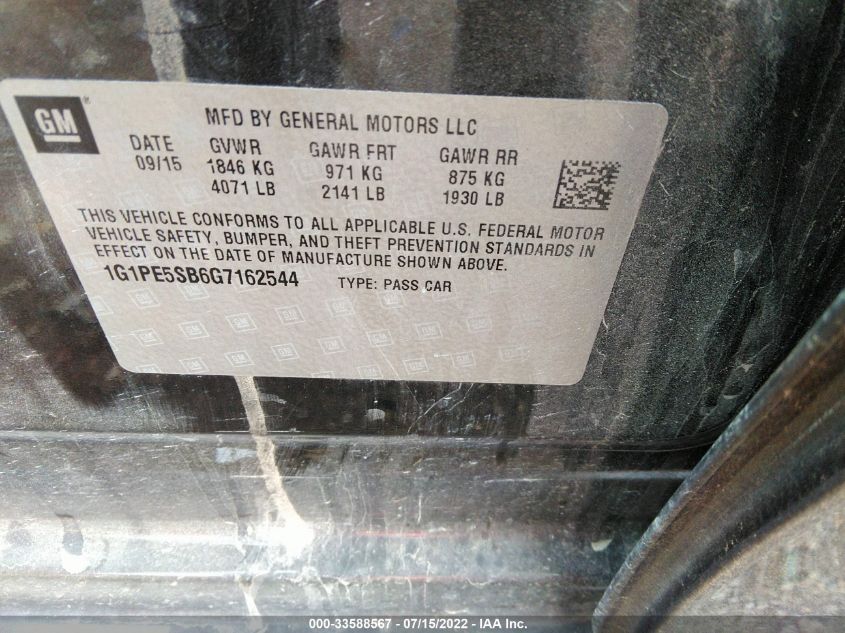 GM
MFD BY GENERAL MOTORS LLC
DATE GVWR GAWR FRT GAWR RR
09/15 1846 KG 971 KG 875 KG
4071 LB 2141 LB 1930 LB
THIS VEHICLE CONFORMS TO ALL APPLICABLE U.S. FEDERAL MOTOR
VEHICLE SAFETY, BUMPER, AND THEFT PREVENTION STANDARDS IN
EFFECT ON THE DATE OF MANUFACTURE SHOWN ABOVE.
1G1PE5SB6G7162544 TYPE: PASS CAR
000-33588567 - 07/15/2022 - IAA Inc.